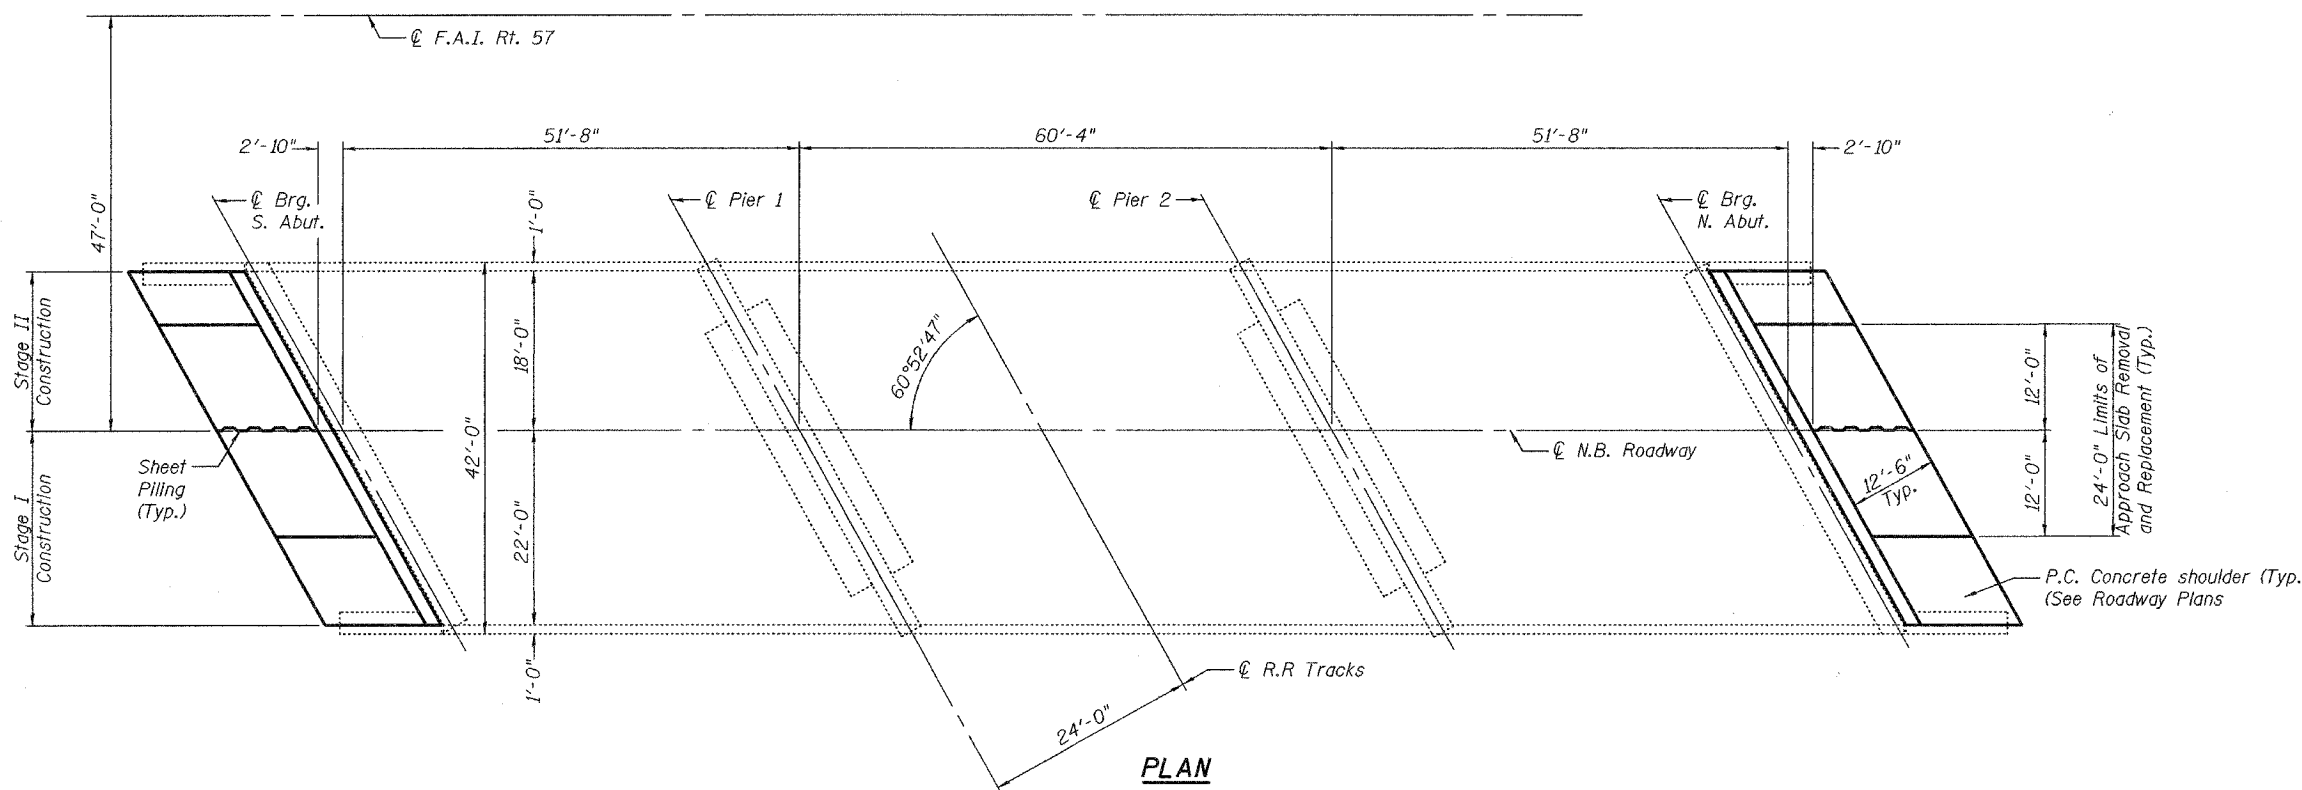 ℄ F.A.I. Rt. 57
47'-0"
2'-10"
51'-8"
60'-4"
51'-8"
2'-10"
℄ Brg.
S. Abut.
℄ Pier 1
℄ Pier 2
℄ Brg.
N. Abut.
1'-0"
Stage II
Construction
18'-0"
60°52'47"
12'-0"
24'-0" Limits of
Approach Slab Removal
and Replacement (Typ.)
42'-0"
℄ N.B. Roadway
Sheet
Piling
(Typ.)
Stage I
Construction
22'-0"
12'-6"
Typ.
12'-0"
P.C. Concrete shoulder (Typ.
(See Roadway Plans
1'-0"
℄ R.R Tracks
24'-0"
PLAN